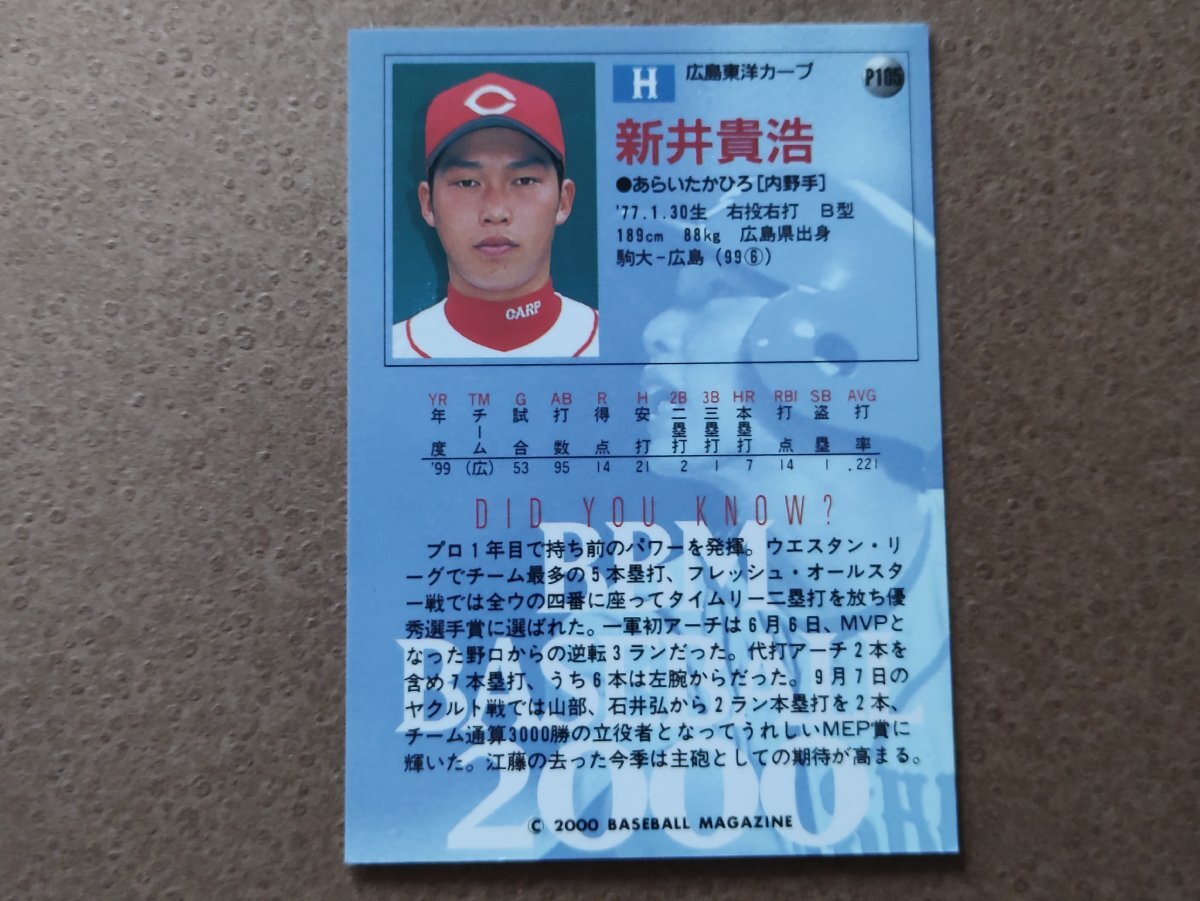 H 広島東洋カープ P105
新井貴浩
●あらいたかひろ[内野手]
'77.1.30生 右投右打 B型
189cm 88kg 広島県出身
駒大-広島(99⑥)
CARP
YR TM G AB R H 2B 3B HR RBI SB AVG
年度 チーム 試合 打数 得点 安打 二塁打 三塁打 本塁打 打点 盗塁 打率
'99 (広) 53 95 14 21 2 1 7 14 1 .221
DID YOU KNOW?
プロ1年目で持ち前のパワーを発揮。ウエスタン・リ
ーグでチーム最多の5本塁打、フレッシュ・オールスタ
ー戦では全ウの四番に座ってタイムリー二塁打を放ち優
秀選手賞に選ばれた。一軍初アーチは6月6日、MVPと
なった野口からの逆転3ランだった。代打アーチ2本を
含め7本塁打、うち6本は左腕からだった。9月7日の
ヤクルト戦では山部、石井弘から2ラン本塁打を2本、
チーム通算3000勝の立役者となってうれしいMEP賞に
輝いた。江藤の去った今季は主砲としての期待が高まる。
BBM
BASEBALL
2000
© 2000 BASEBALL MAGAZINE